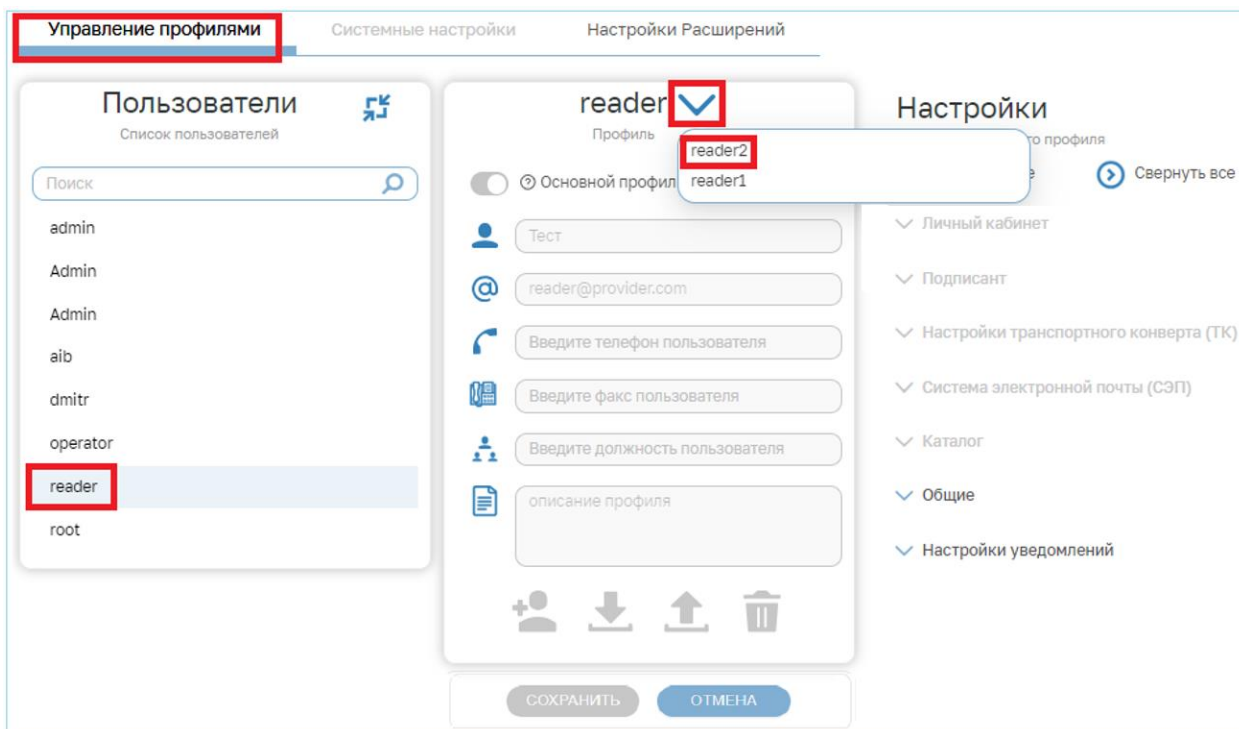 Управление профилями
Системные настройки
Настройки Расширений
Пользователи
Список пользователей
Поиск
admin
Admin
Admin
aib
dmitr
operator
reader
root
reader
Профиль
reader2
reader1
Основной профил
Тест
reader@provider.com
Введите телефон пользователя
Введите факс пользователя
Введите должность пользователя
описание профиля
СОХРАНИТЬ
ОТМЕНА
Настройки
го профиля
Свернуть все
Личный кабинет
Подписант
Настройки транспортного конверта (ТК)
Система электронной почты (СЭП)
Каталог
Общие
Настройки уведомлений